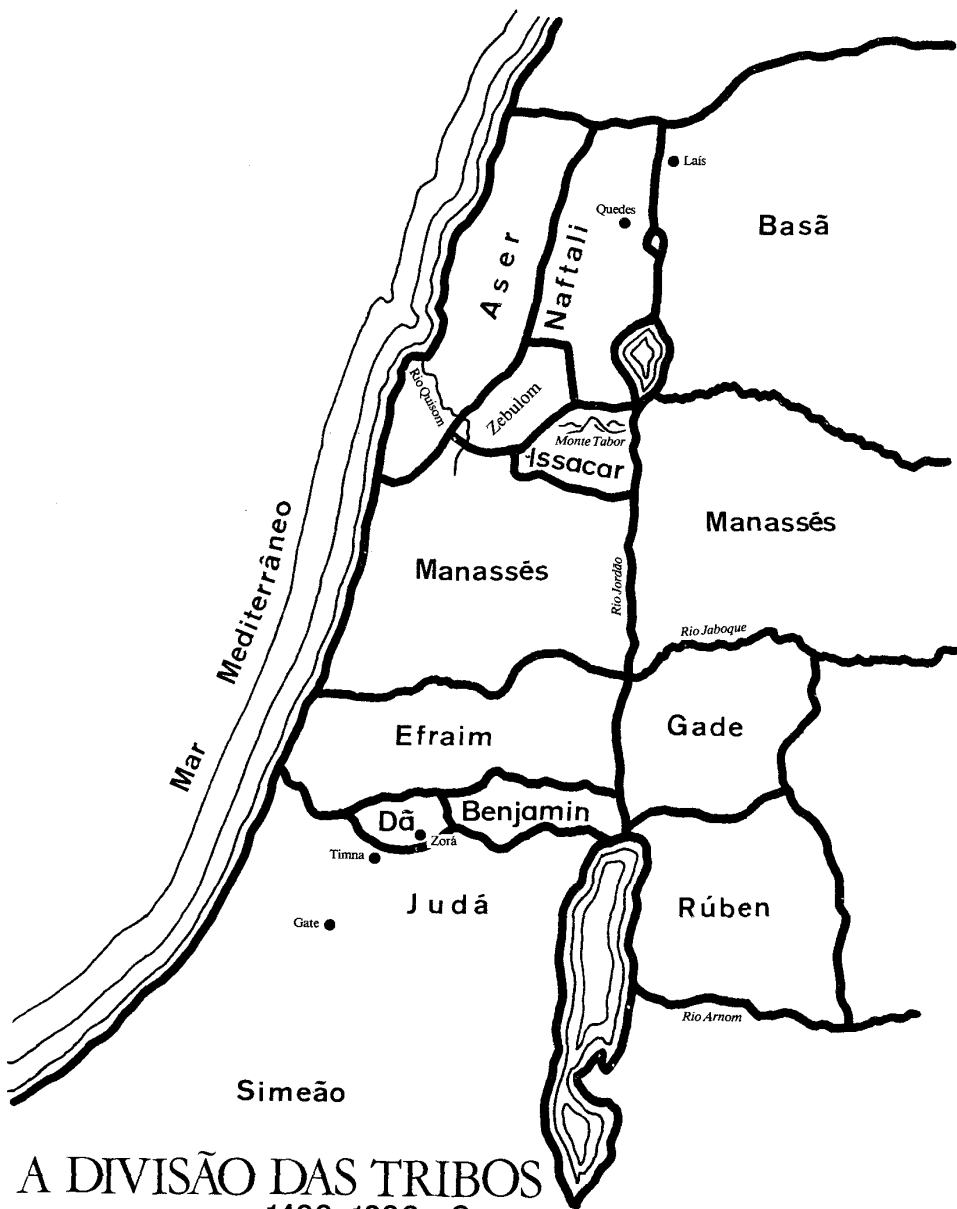 Laís
Quedes
Basã
Aser
Naftali
Rio Quisom
Zebulom
Monte Tabor
Issacar
Mar Mediterrâneo
Manassés
Manassés
Rio Jordão
Rio Jaboque
Efraim
Gade
Dã
Benjamin
Zorá
Timna
Judá
Rúben
Gate
Rio Arnom
Simeão
A DIVISÃO DAS TRIBOS